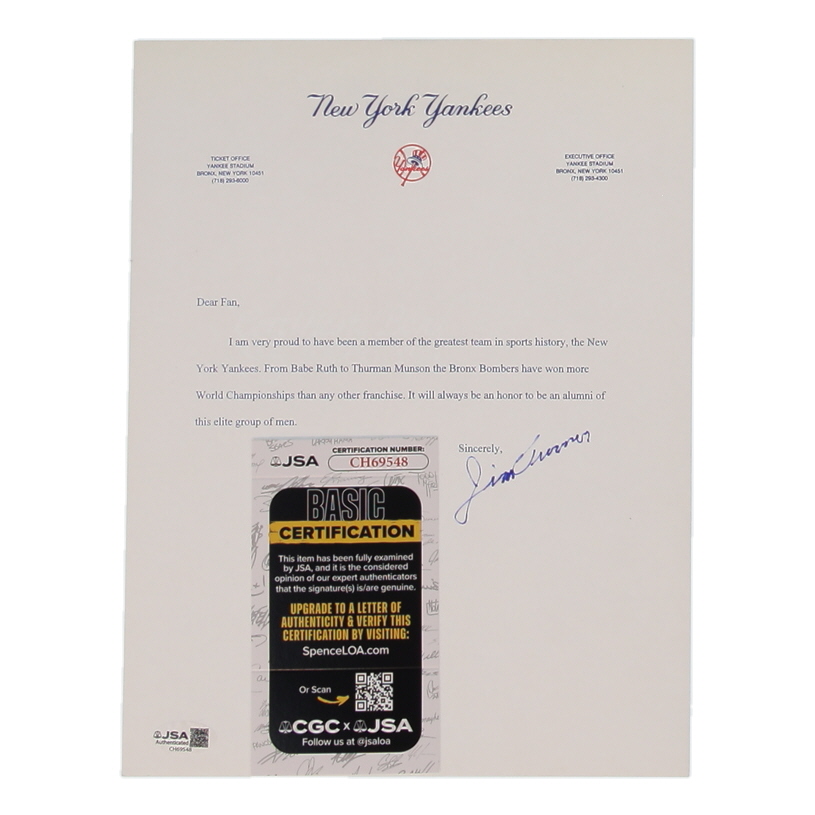 New York Yankees
TICKET OFFICE
YANKEE STADIUM
BRONX, NEW YORK 10451
(718) 293-6000
Yankees
EXECUTIVE OFFICE
YANKEE STADIUM
BRONX, NEW YORK 10451
(718) 293-4300
Dear Fan,
I am very proud to have been a member of the greatest team in sports history, the New
York Yankees. From Babe Ruth to Thurman Munson the Bronx Bombers have won more
World Championships than any other franchise. It will always be an honor to be an alumni of
this elite group of men.
Sincerely,
Jim Turner
JSA
CERTIFICATION NUMBER:
CH69548
BASIC
CERTIFICATION
This item has been fully examined
by JSA, and it is the considered
opinion of our expert authenticators
that the signature(s) is/are genuine.
UPGRADE TO A LETTER OF
AUTHENTICITY & VERIFY THIS
CERTIFICATION BY VISITING:
SpenceLOA.com
Or Scan
CGC x JSA
Follow us at @jsaloa
JSA
Authenticated
CH69548